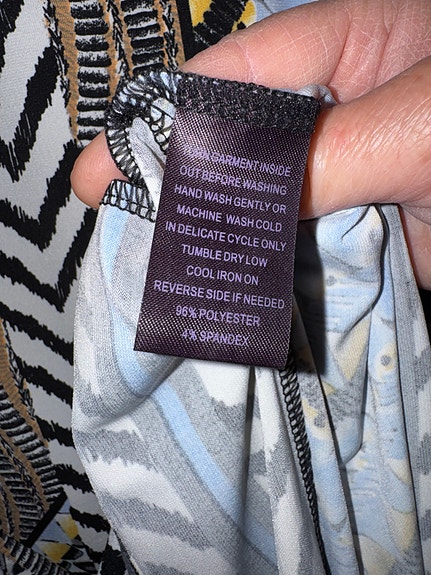 GARMENT INSIDE
OUT BEFORE WASHING
HAND WASH GENTLY OR
MACHINE WASH COLD
IN DELICATE CYCLE ONLY
TUMBLE DRY LOW
COOL IRON ON
REVERSE SIDE IF NEEDED
96% POLYESTER
4% SPANDEX